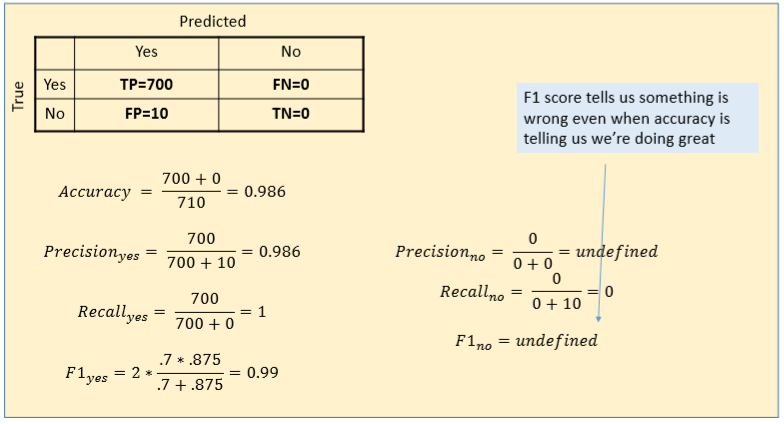 Predicted
Yes No
True
Yes TP=700 FN=0
No FP=10 TN=0
F1 score tells us something is
wrong even when accuracy is
telling us we're doing great
Accuracy = (700 + 0)/710 = 0.986
Precision_yes = 700/(700 + 10) = 0.986
Recall_yes = 700/(700 + 0) = 1
F1_yes = 2 * (.7 * .875)/(.7 + .875) = 0.99
Precision_no = 0/(0 + 0) = undefined
Recall_no = 0/(0 + 10) = 0
F1_no = undefined